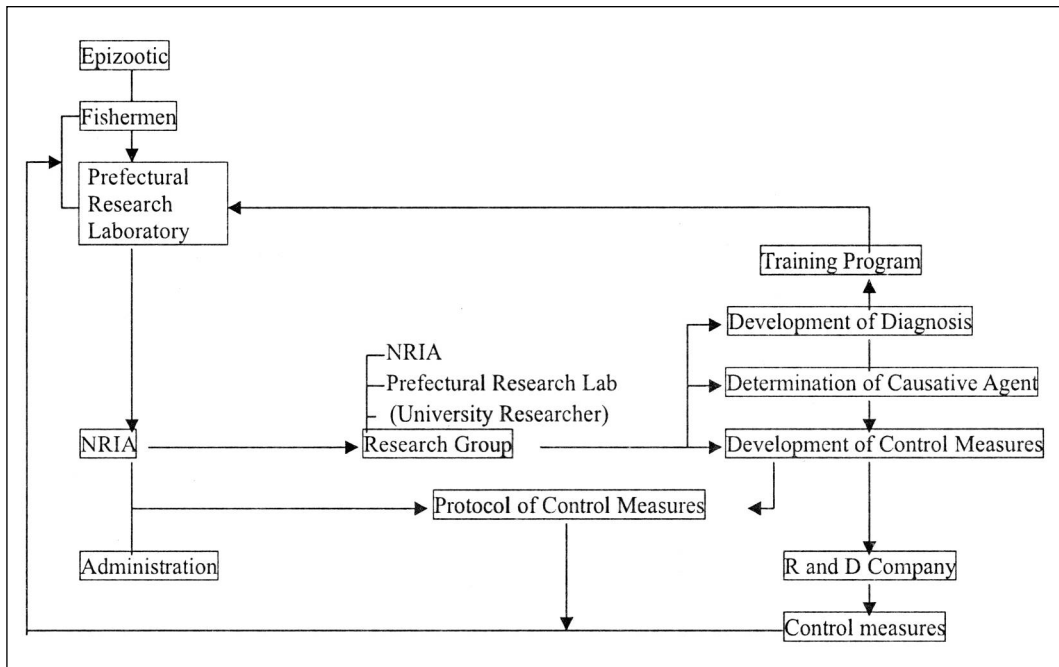 Epizootic
Fishermen
Prefectural
Research
Laboratory
Training Program
Development of Diagnosis
NRIA
Prefectural Research Lab
Determination of Causative Agent
(University Researcher)
NRIA
Research Group
Development of Control Measures
Protocol of Control Measures
Administration
R and D Company
Control measures